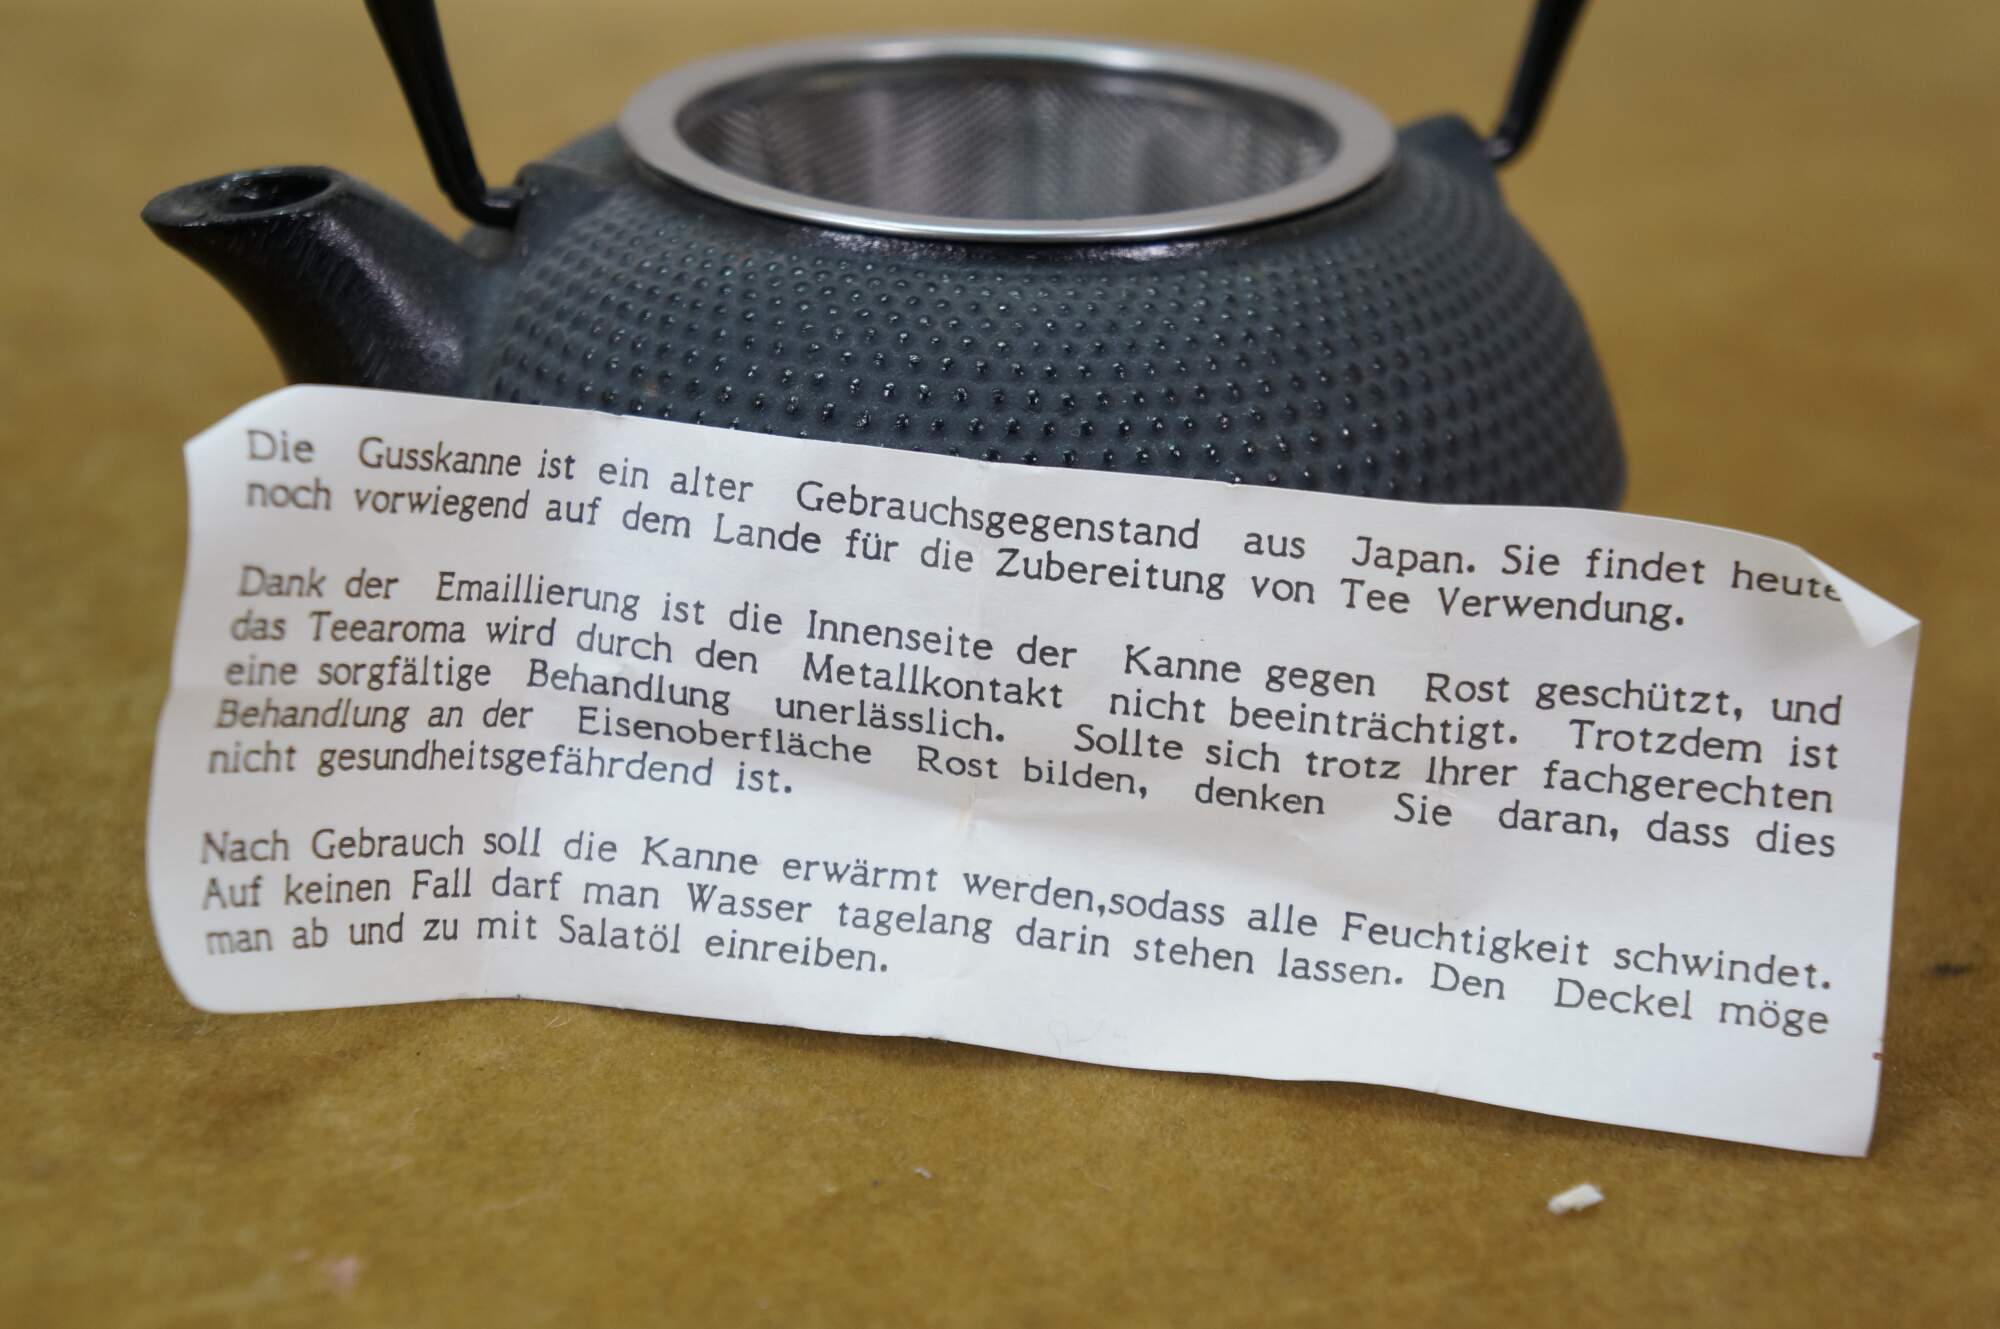 Die Gusskanne ist ein alter Gebrauchsgegenstand aus Japan. Sie findet heute
noch vorwiegend auf dem Lande für die Zubereitung von Tee Verwendung.
Dank der Emaillierung ist die Innenseite der Kanne gegen Rost geschützt, und
das Teearoma wird durch den Metallkontakt nicht beeinträchtigt. Trotzdem ist
eine sorgfältige Behandlung unerlässlich. Sollte sich trotz Ihrer fachgerechten
Behandlung an der Eisenoberfläche Rost bilden, denken Sie daran, dass dies
nicht gesundheitsgefährdend ist.
Nach Gebrauch soll die Kanne erwärmt werden,sodass alle Feuchtigkeit schwindet.
Auf keinen Fall darf man Wasser tagelang darin stehen lassen. Den Deckel möge
man ab und zu mit Salatöl einreiben.